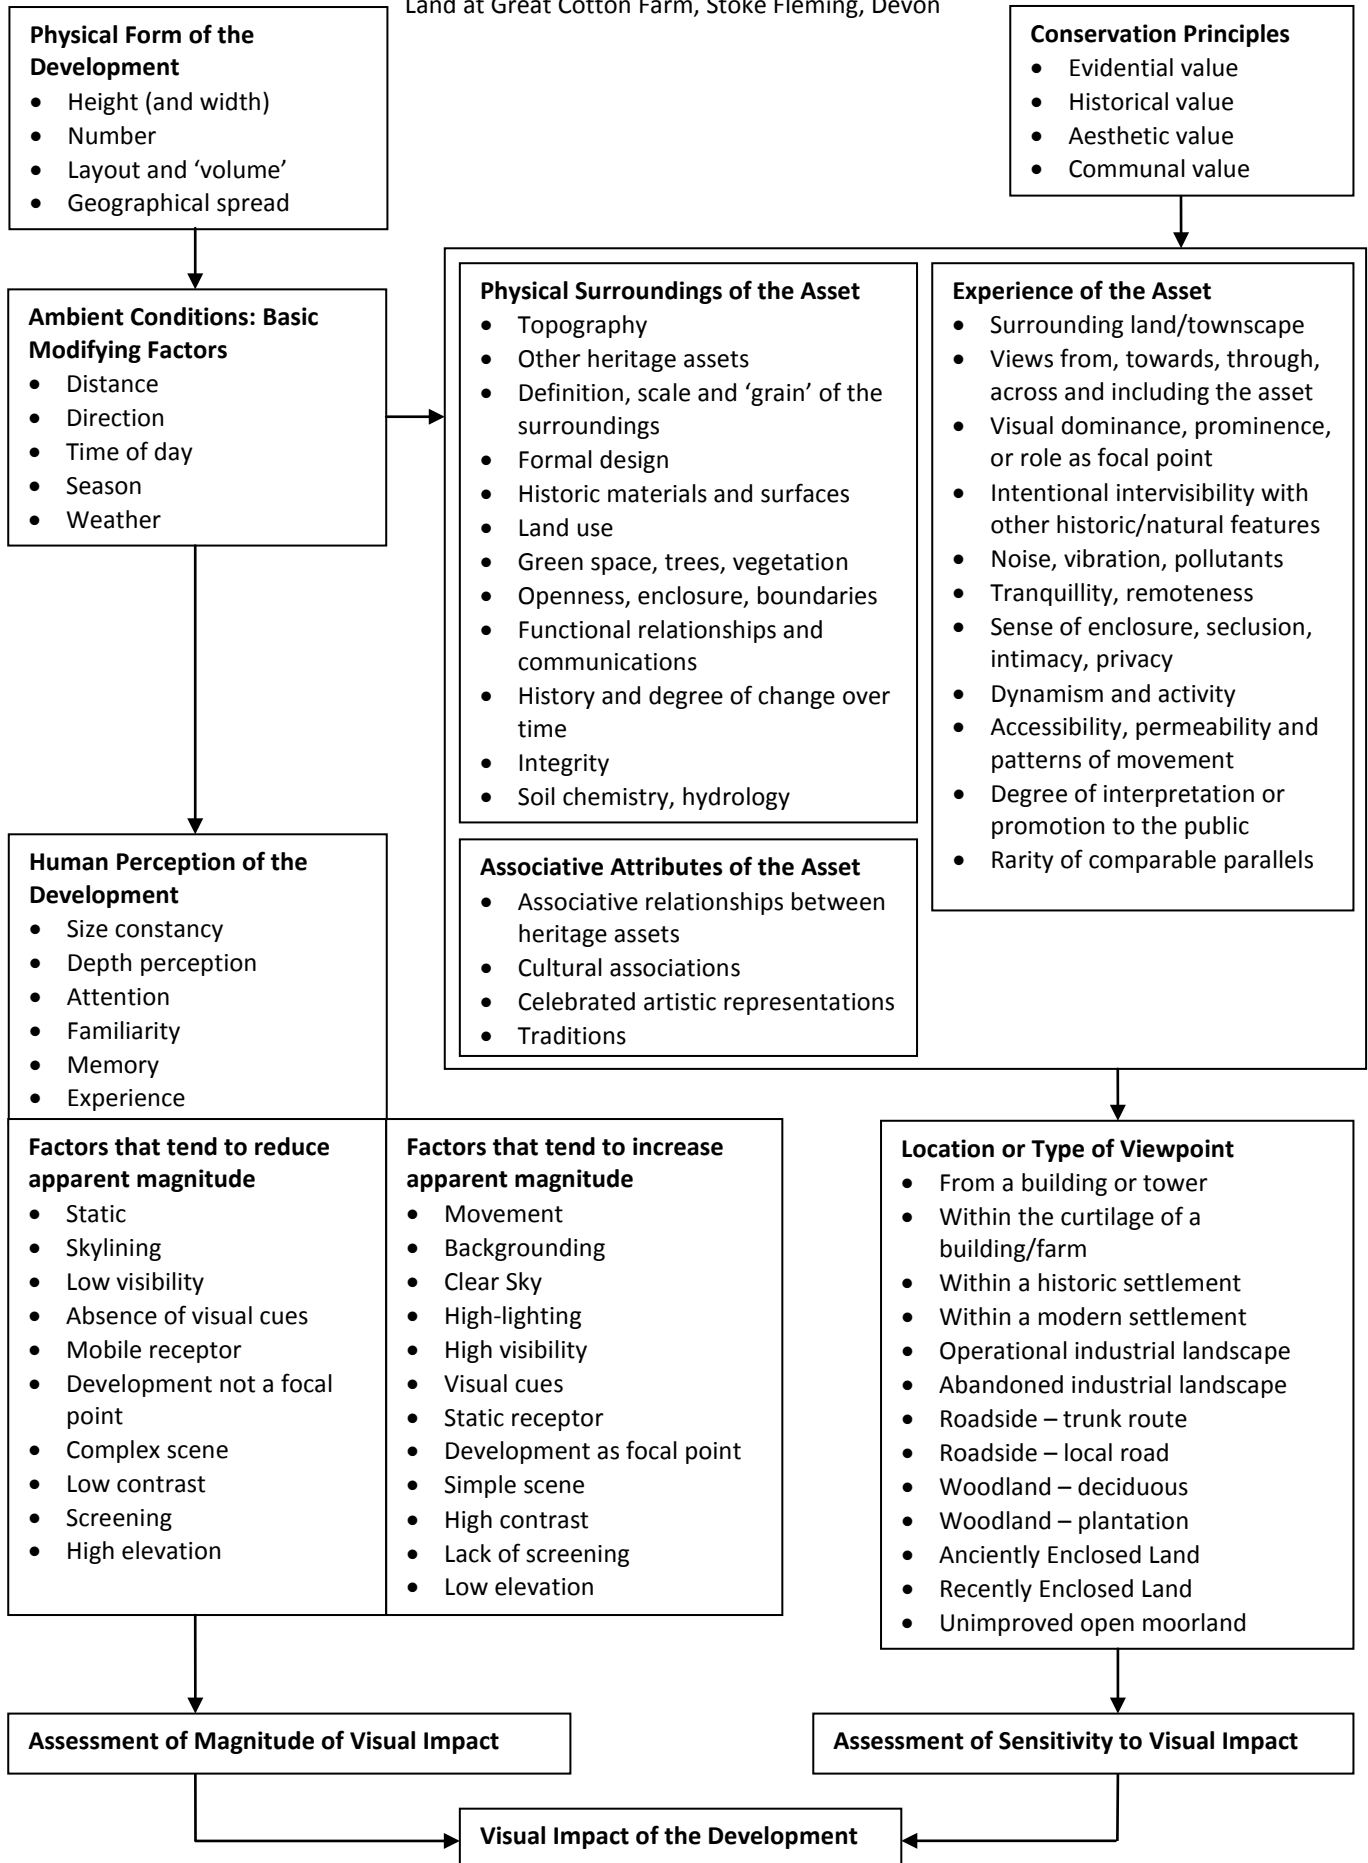 Land at Great Cotton Farm, Stoke Fleming, Devon
Physical Form of the
Development
• Height (and width)
• Number
• Layout and ‘volume’
• Geographical spread
Conservation Principles
• Evidential value
• Historical value
• Aesthetic value
• Communal value
Ambient Conditions: Basic
Modifying Factors
• Distance
• Direction
• Time of day
• Season
• Weather
Physical Surroundings of the Asset
• Topography
• Other heritage assets
• Definition, scale and ‘grain’ of the
surroundings
• Formal design
• Historic materials and surfaces
• Land use
• Green space, trees, vegetation
• Openness, enclosure, boundaries
• Functional relationships and
communications
• History and degree of change over
time
• Integrity
• Soil chemistry, hydrology
Experience of the Asset
• Surrounding land/townscape
• Views from, towards, through,
across and including the asset
• Visual dominance, prominence,
or role as focal point
• Intentional intervisibility with
other historic/natural features
• Noise, vibration, pollutants
• Tranquillity, remoteness
• Sense of enclosure, seclusion,
intimacy, privacy
• Dynamism and activity
• Accessibility, permeability and
patterns of movement
• Degree of interpretation or
promotion to the public
• Rarity of comparable parallels
Associative Attributes of the Asset
• Associative relationships between
heritage assets
• Cultural associations
• Celebrated artistic representations
• Traditions
Human Perception of the
Development
• Size constancy
• Depth perception
• Attention
• Familiarity
• Memory
• Experience
Factors that tend to reduce
apparent magnitude
• Static
• Skylining
• Low visibility
• Absence of visual cues
• Mobile receptor
• Development not a focal
point
• Complex scene
• Low contrast
• Screening
• High elevation
Factors that tend to increase
apparent magnitude
• Movement
• Backgrounding
• Clear Sky
• High-lighting
• High visibility
• Visual cues
• Static receptor
• Development as focal point
• Simple scene
• High contrast
• Lack of screening
• Low elevation
Location or Type of Viewpoint
• From a building or tower
• Within the curtilage of a
building/farm
• Within a historic settlement
• Within a modern settlement
• Operational industrial landscape
• Abandoned industrial landscape
• Roadside – trunk route
• Roadside – local road
• Woodland – deciduous
• Woodland – plantation
• Anciently Enclosed Land
• Recently Enclosed Land
• Unimproved open moorland
Assessment of Magnitude of Visual Impact
Assessment of Sensitivity to Visual Impact
Visual Impact of the Development